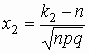 x₂ = (k₂ − n) / √(npq)